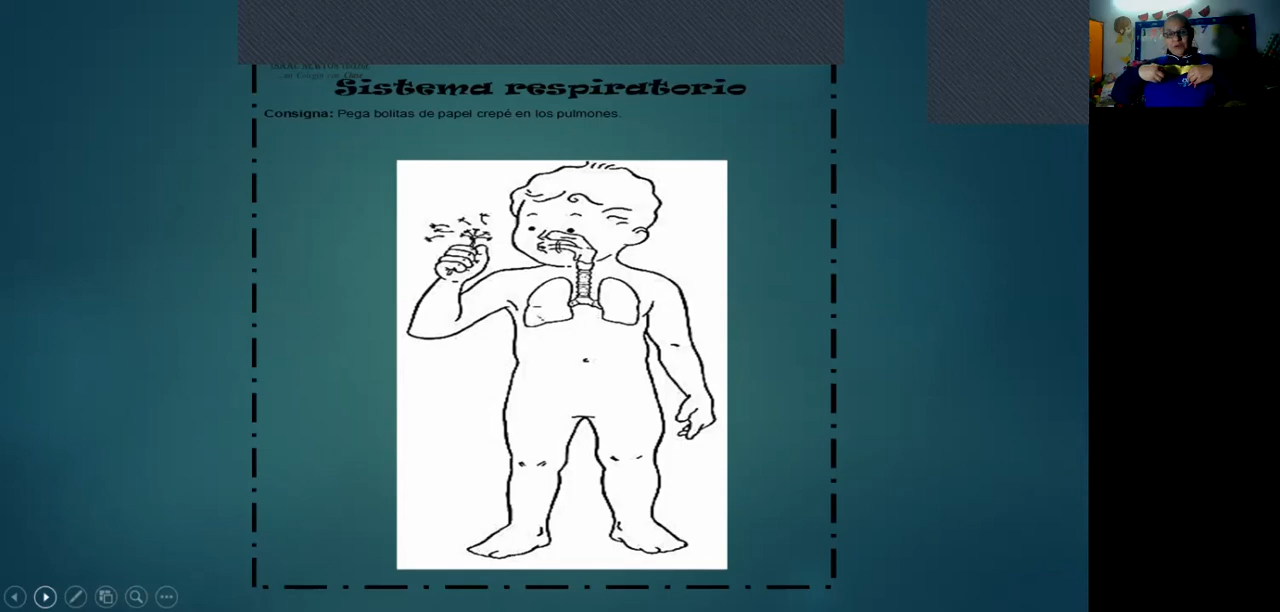 Sistema respiratorio
Consigna: Pega bolitas de papel crepé en los pulmones.